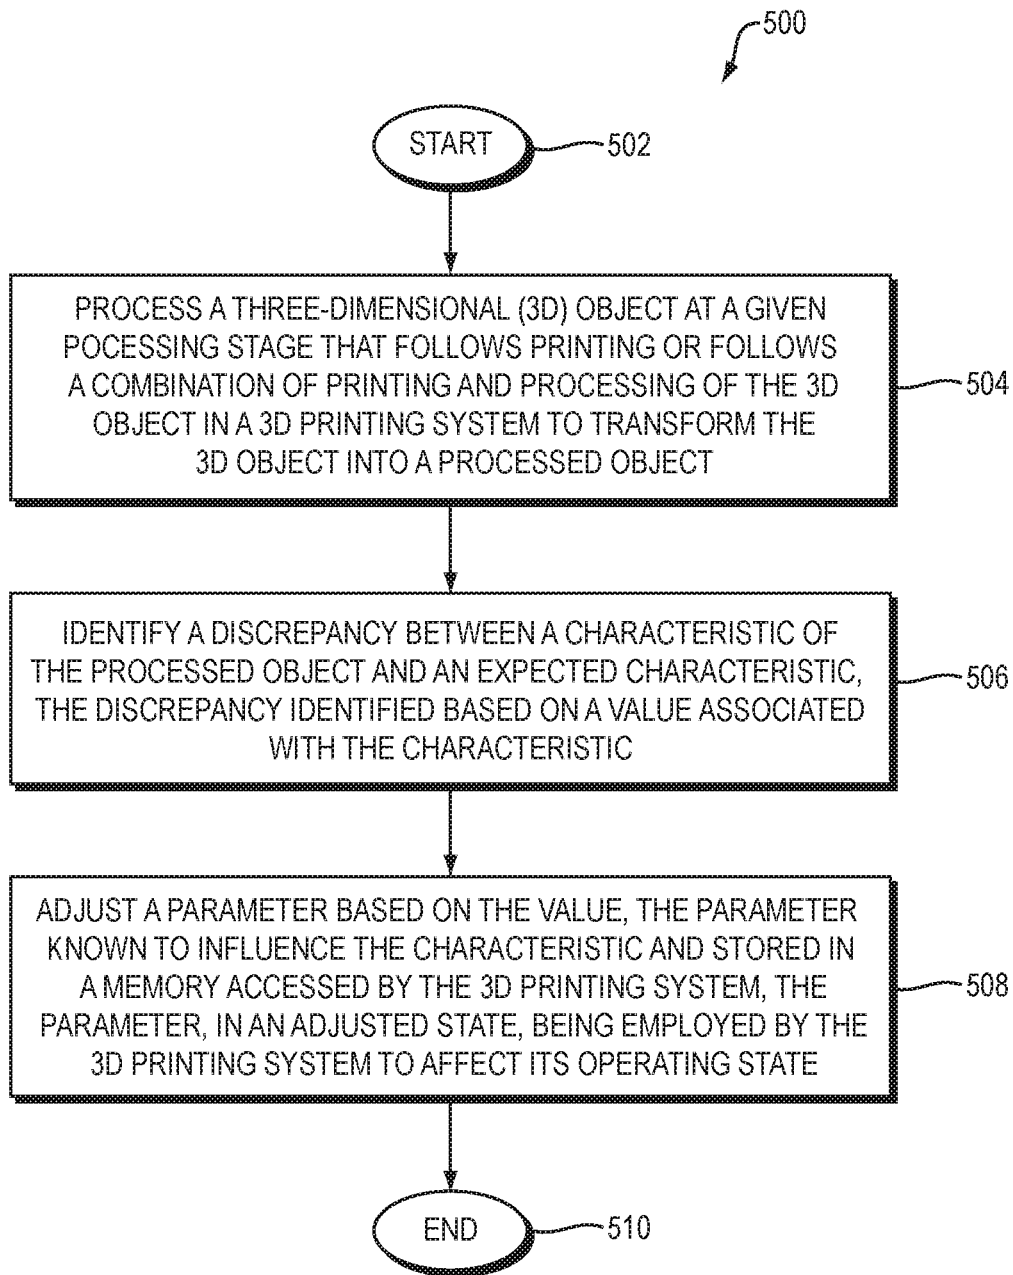 500
START
502
PROCESS A THREE-DIMENSIONAL (3D) OBJECT AT A GIVEN
POCESSING STAGE THAT FOLLOWS PRINTING OR FOLLOWS
A COMBINATION OF PRINTING AND PROCESSING OF THE 3D
OBJECT IN A 3D PRINTING SYSTEM TO TRANSFORM THE
3D OBJECT INTO A PROCESSED OBJECT
504
IDENTIFY A DISCREPANCY BETWEEN A CHARACTERISTIC OF
THE PROCESSED OBJECT AND AN EXPECTED CHARACTERISTIC,
THE DISCREPANCY IDENTIFIED BASED ON A VALUE ASSOCIATED
WITH THE CHARACTERISTIC
506
ADJUST A PARAMETER BASED ON THE VALUE, THE PARAMETER
KNOWN TO INFLUENCE THE CHARACTERISTIC AND STORED IN
A MEMORY ACCESSED BY THE 3D PRINTING SYSTEM, THE
PARAMETER, IN AN ADJUSTED STATE, BEING EMPLOYED BY THE
3D PRINTING SYSTEM TO AFFECT ITS OPERATING STATE
508
END
510